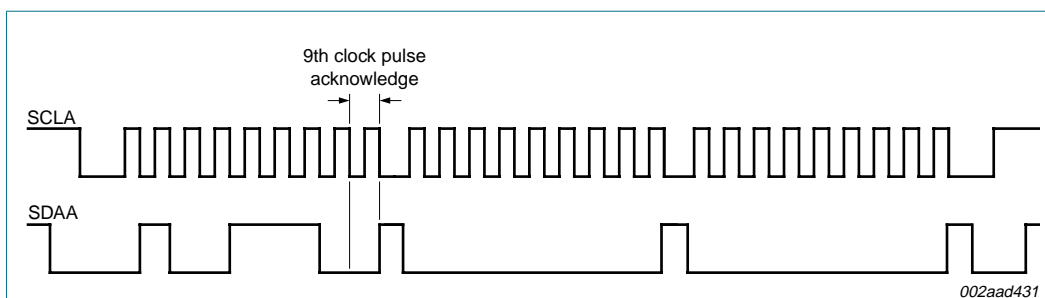 9th clock pulse
acknowledge
SCLA
SDAA
002aad431